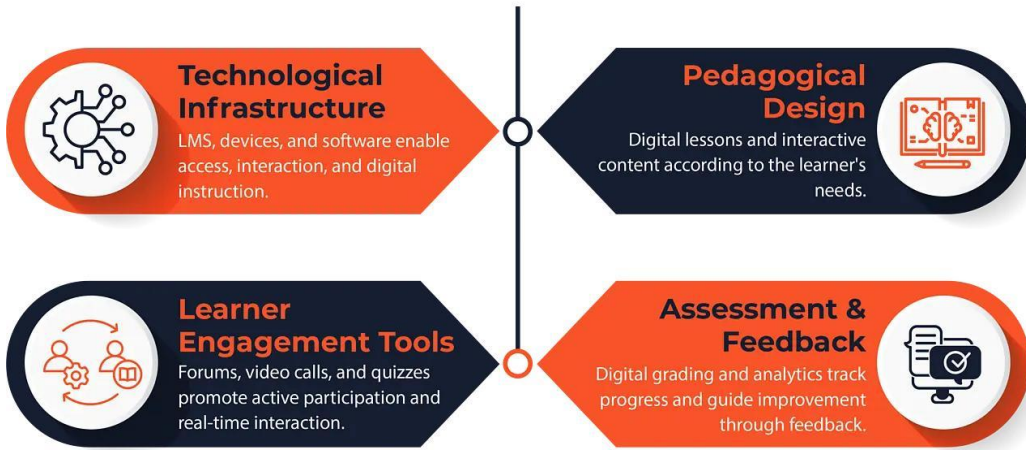 Technological
Infrastructure
LMS, devices, and software enable
access, interaction, and digital
instruction.
Pedagogical
Design
Digital lessons and interactive
content according to the learner's
needs.
Learner
Engagement Tools
Forums, video calls, and quizzes
promote active participation and
real-time interaction.
Assessment &
Feedback
Digital grading and analytics track
progress and guide improvement
through feedback.